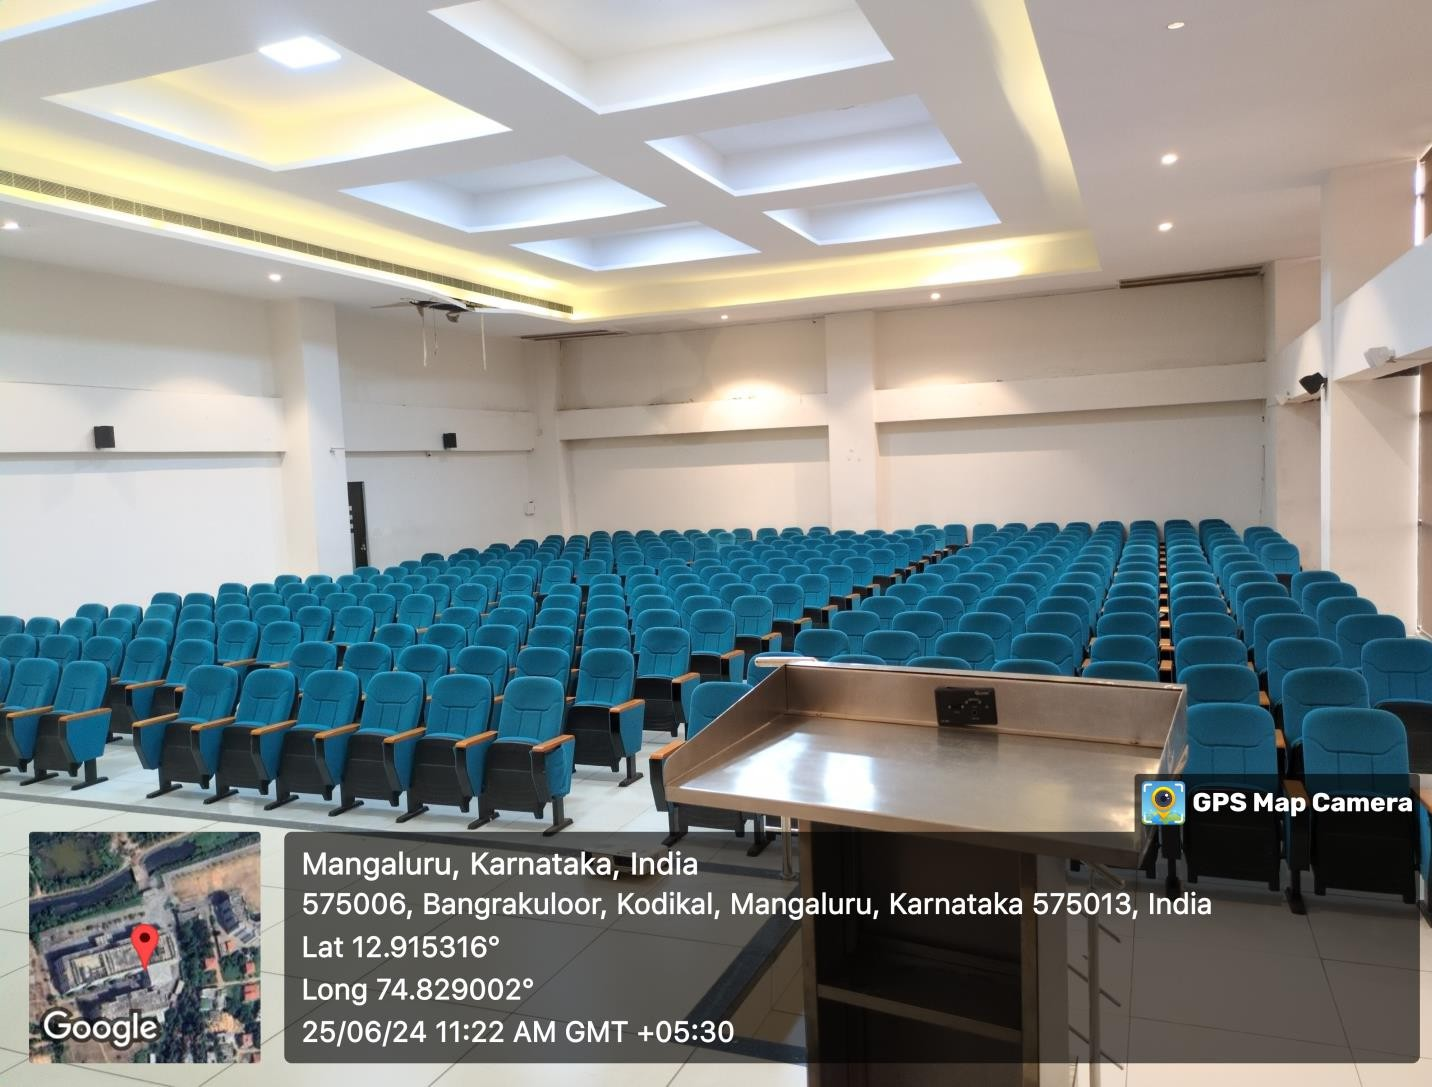 GPS Map Camera
Mangaluru, Karnataka, India
575006, Bangrakuloor, Kodikal, Mangaluru, Karnataka 575013, India
Lat 12.915316°
Long 74.829002°
25/06/24 11:22 AM GMT +05:30
Google